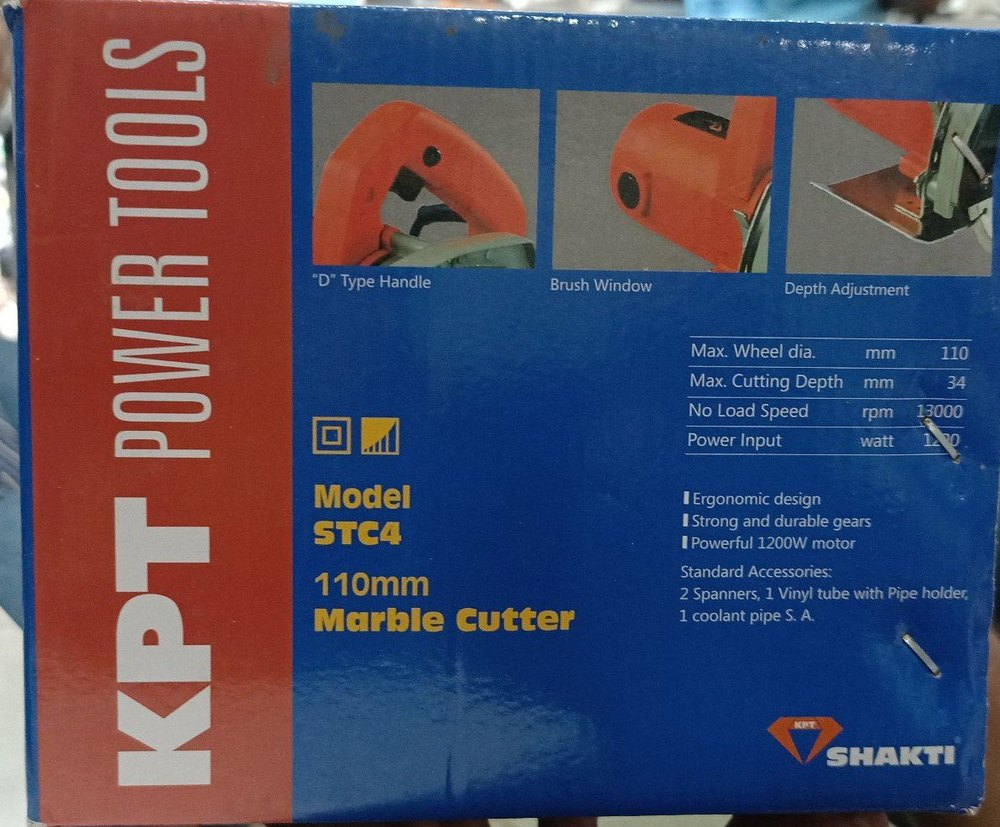 KPT POWER TOOLS
"D" Type Handle
Brush Window
Depth Adjustment
Max. Wheel dia. mm 110
Max. Cutting Depth mm 34
No Load Speed rpm 13000
Power Input watt 1200
Model
STC4
110mm
Marble Cutter
Ergonomic design
Strong and durable gears
Powerful 1200W motor
Standard Accessories:
2 Spanners, 1 Vinyl tube with Pipe holder,
1 coolant pipe S. A.
KPT
SHAKTI